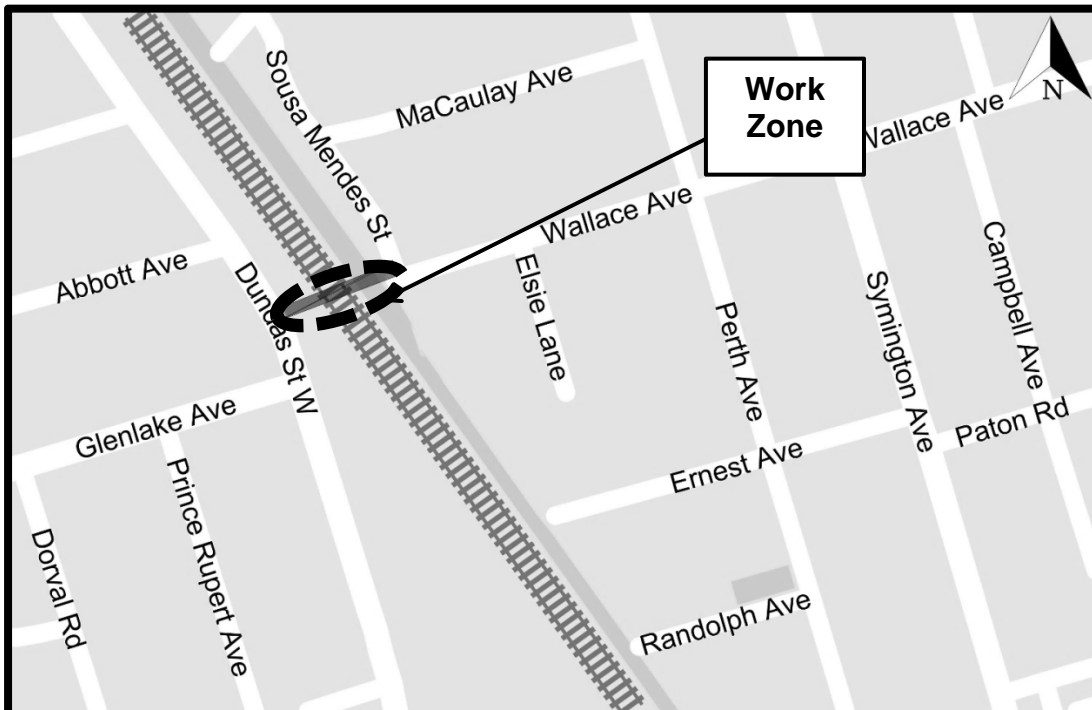 Sousa Mendes St
MaCaulay Ave
Work
Zone
N
Wallace Ave
Wallace Ave
Abbott Ave
Dundas St W
Elsie Lane
Perth Ave
Symington Ave
Campbell Ave
Glenlake Ave
Prince Rupert Ave
Dorval Rd
Ernest Ave
Paton Rd
Randolph Ave